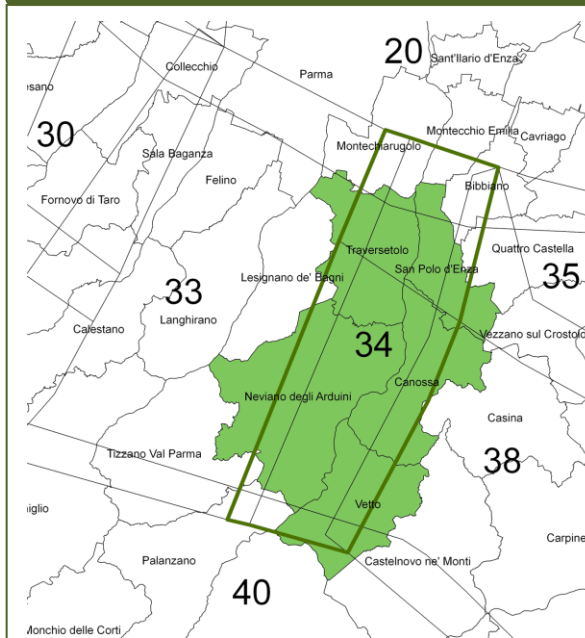 20
Sant'Ilario d'Enza
Collecchio
Parma
esano
30
Montecchio Emilia
Cavriago
Montechiarugolo
Sala Baganza
Felino
Bibbiano
Fornovo di Taro
Traversetolo
Quattro Castella
San Polo d'Enza
35
Lesignano de' Bagni
33
Langhirano
Calestano
Vezzano sul Crostolo
34
Canossa
Neviano degli Arduini
Casina
Tizzano Val Parma
38
Vetto
niglio
Carpine
Palanzano
Castelnovo ne' Monti
40
Monchio delle Corti